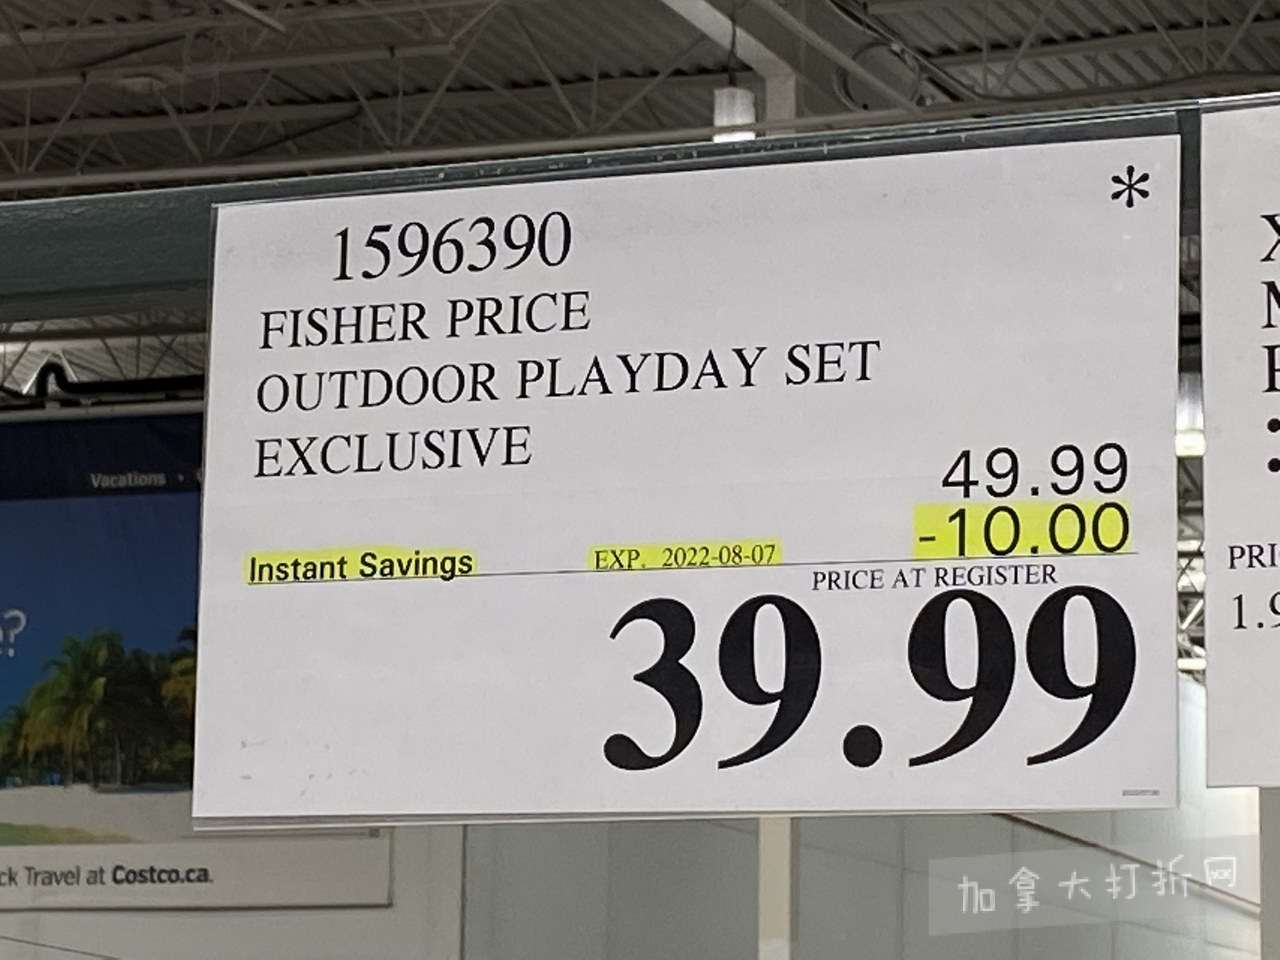 *
1596390
FISHER PRICE
OUTDOOR PLAYDAY SET
EXCLUSIVE
49.99
-10.00
Instant Savings EXP. 2022-08-07
PRICE AT REGISTER
39.99
Vacations
?
Travel at Costco.ca.
X
M
PRI
1.9
加拿大打折网